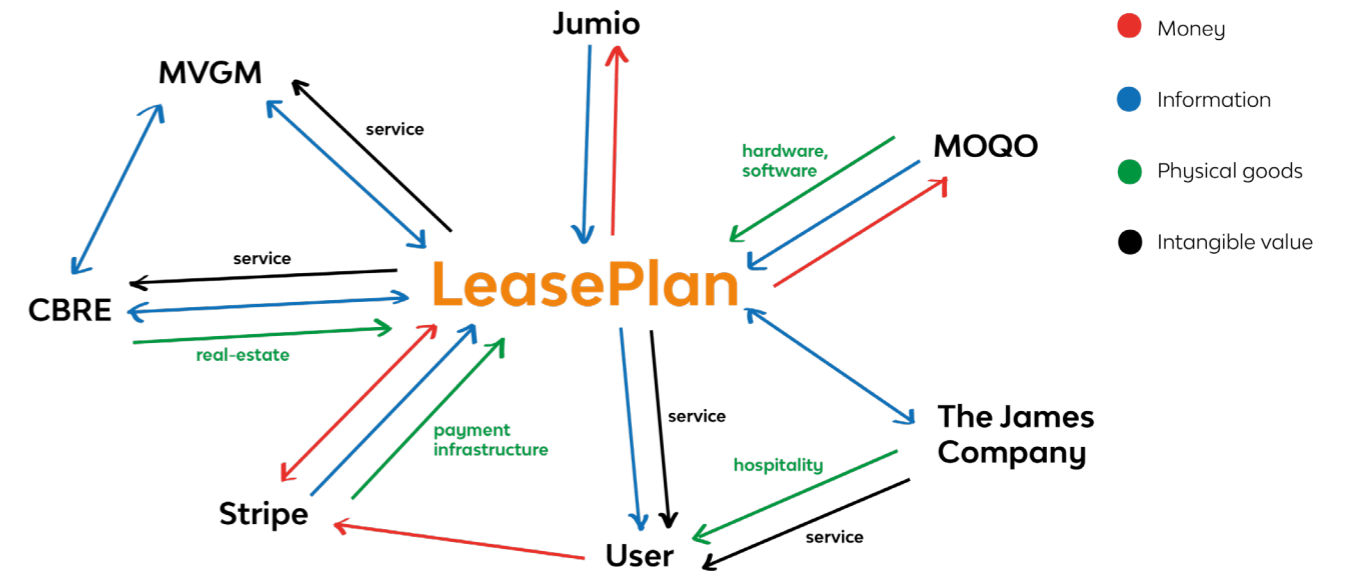 Jumio
Money
MVGM
Information
service
hardware,
software
MOQO
Physical goods
Intangible value
service
LeasePlan
CBRE
real-estate
service
The James
Company
payment
infrastructure
hospitality
Stripe
service
User